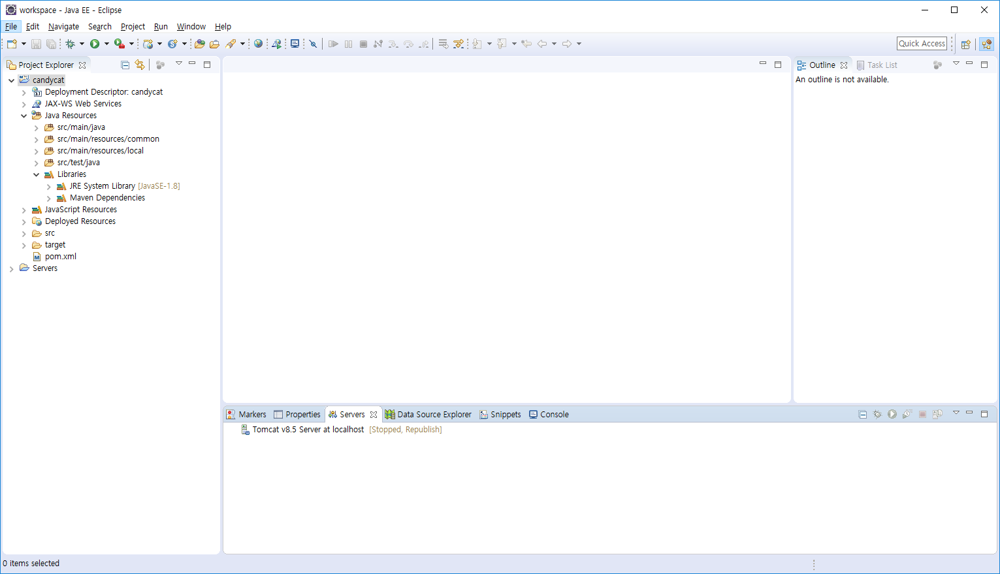 workspace - Java EE - Eclipse
File Edit Navigate Search Project Run Window Help
Quick Access
Project Explorer
candycat
Deployment Descriptor: candycat
JAX-WS Web Services
Java Resources
src/main/java
src/main/resources/common
src/main/resources/local
src/test/java
Libraries
JRE System Library [JavaSE-1.8]
Maven Dependencies
JavaScript Resources
Deployed Resources
src
target
pom.xml
Servers
Outline Task List
An outline is not available.
Markers Properties Servers Data Source Explorer Snippets Console
Tomcat v8.5 Server at localhost [Stopped, Republish]
0 items selected